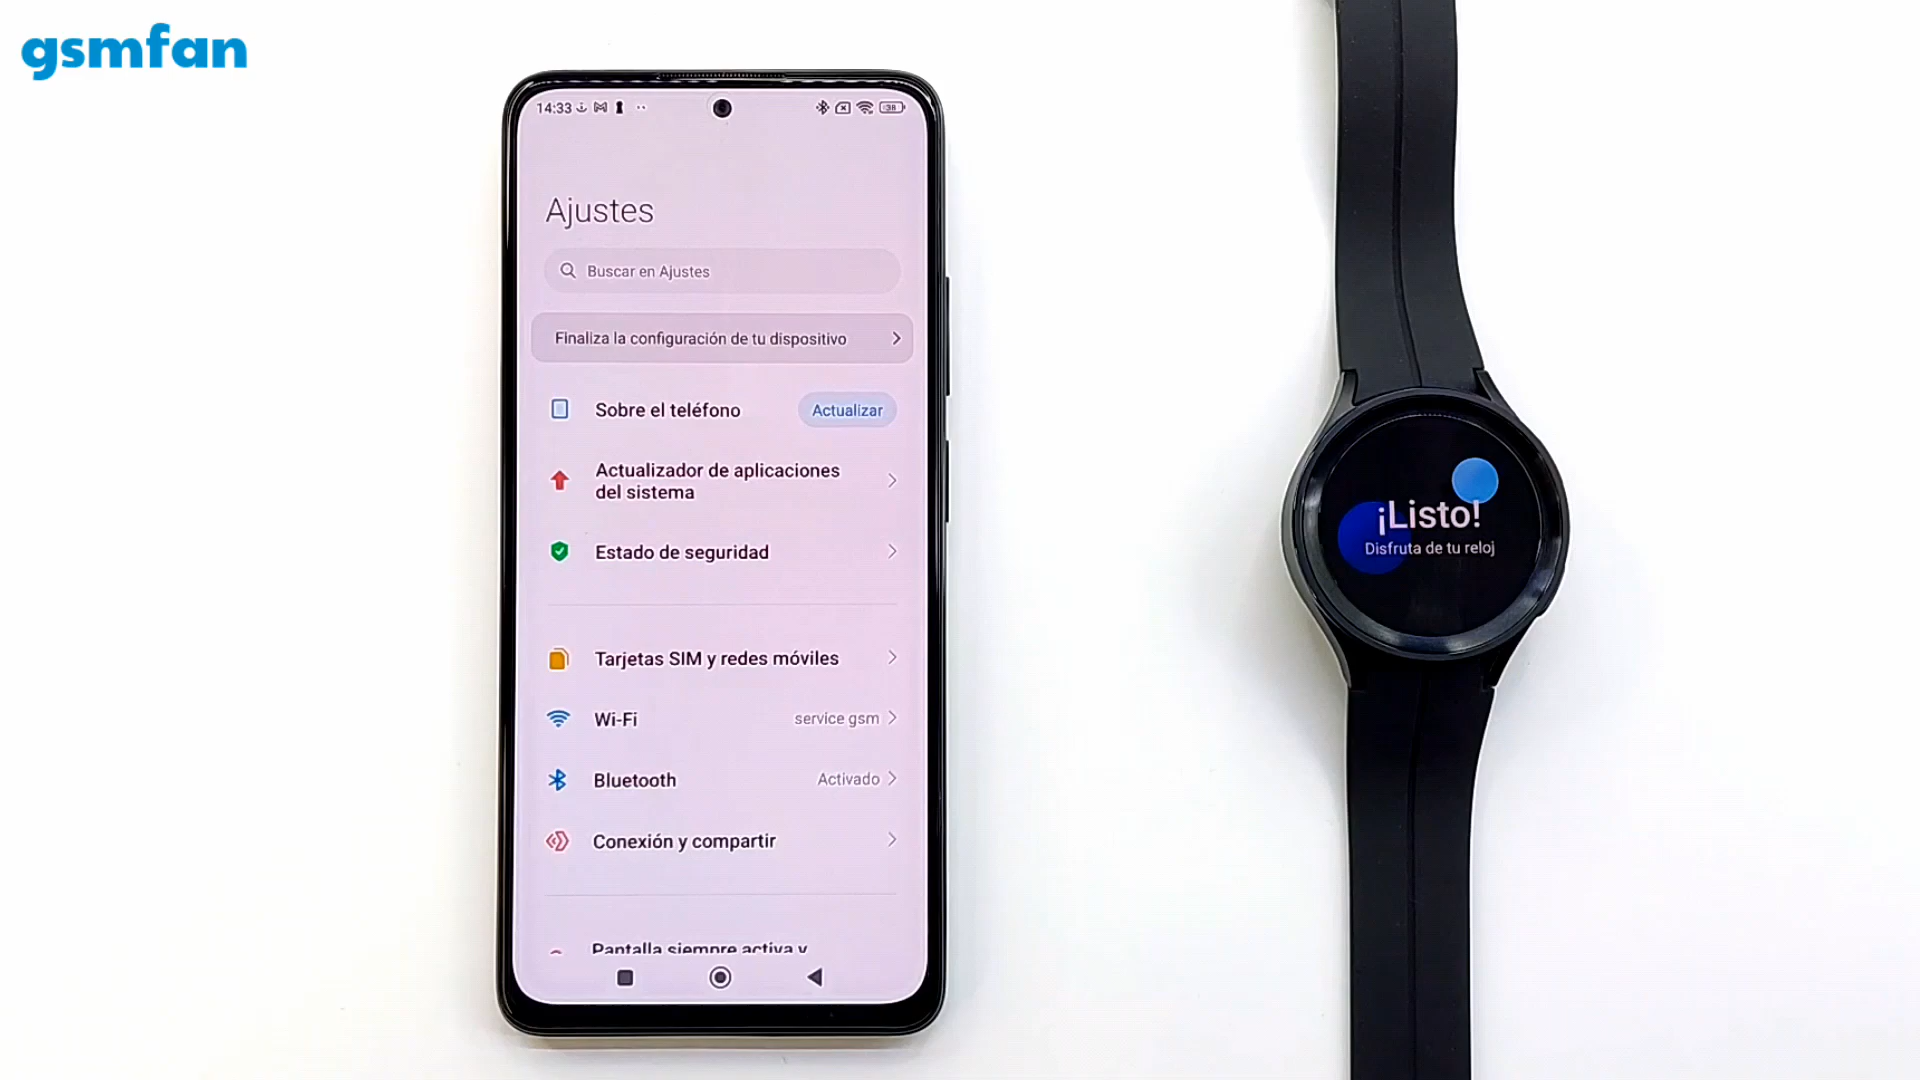 gsmfan
14:33
38
Ajustes
Buscar en Ajustes
Finaliza la configuración de tu dispositivo
Sobre el teléfono
Actualizar
Actualizador de aplicaciones
del sistema
Estado de seguridad
Tarjetas SIM y redes móviles
Wi-Fi
service gsm
Bluetooth
Activado
Conexión y compartir
Pantalla siempre activa y
¡Listo!
Disfruta de tu reloj